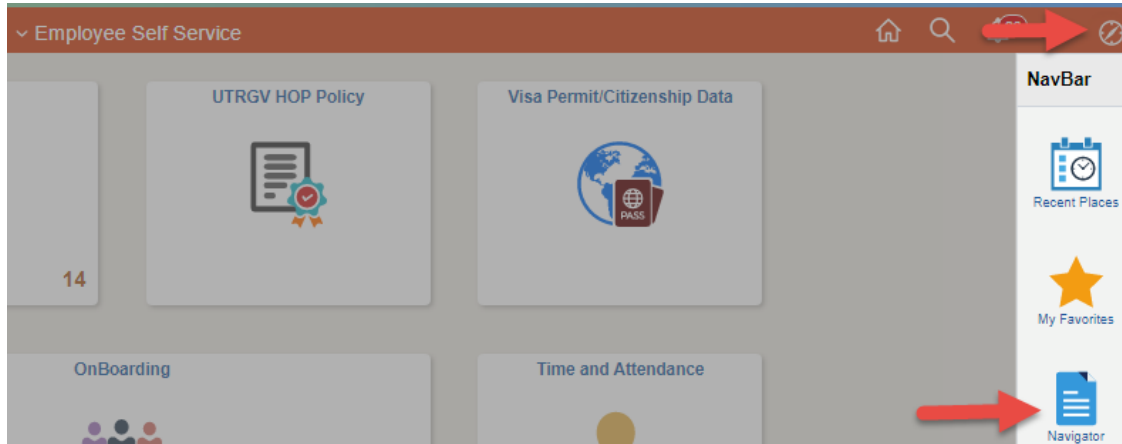 Employee Self Service
NavBar
UTRGV HOP Policy
Visa Permit/Citizenship Data
PASS
Recent Places
14
My Favorites
OnBoarding
Time and Attendance
Navigator